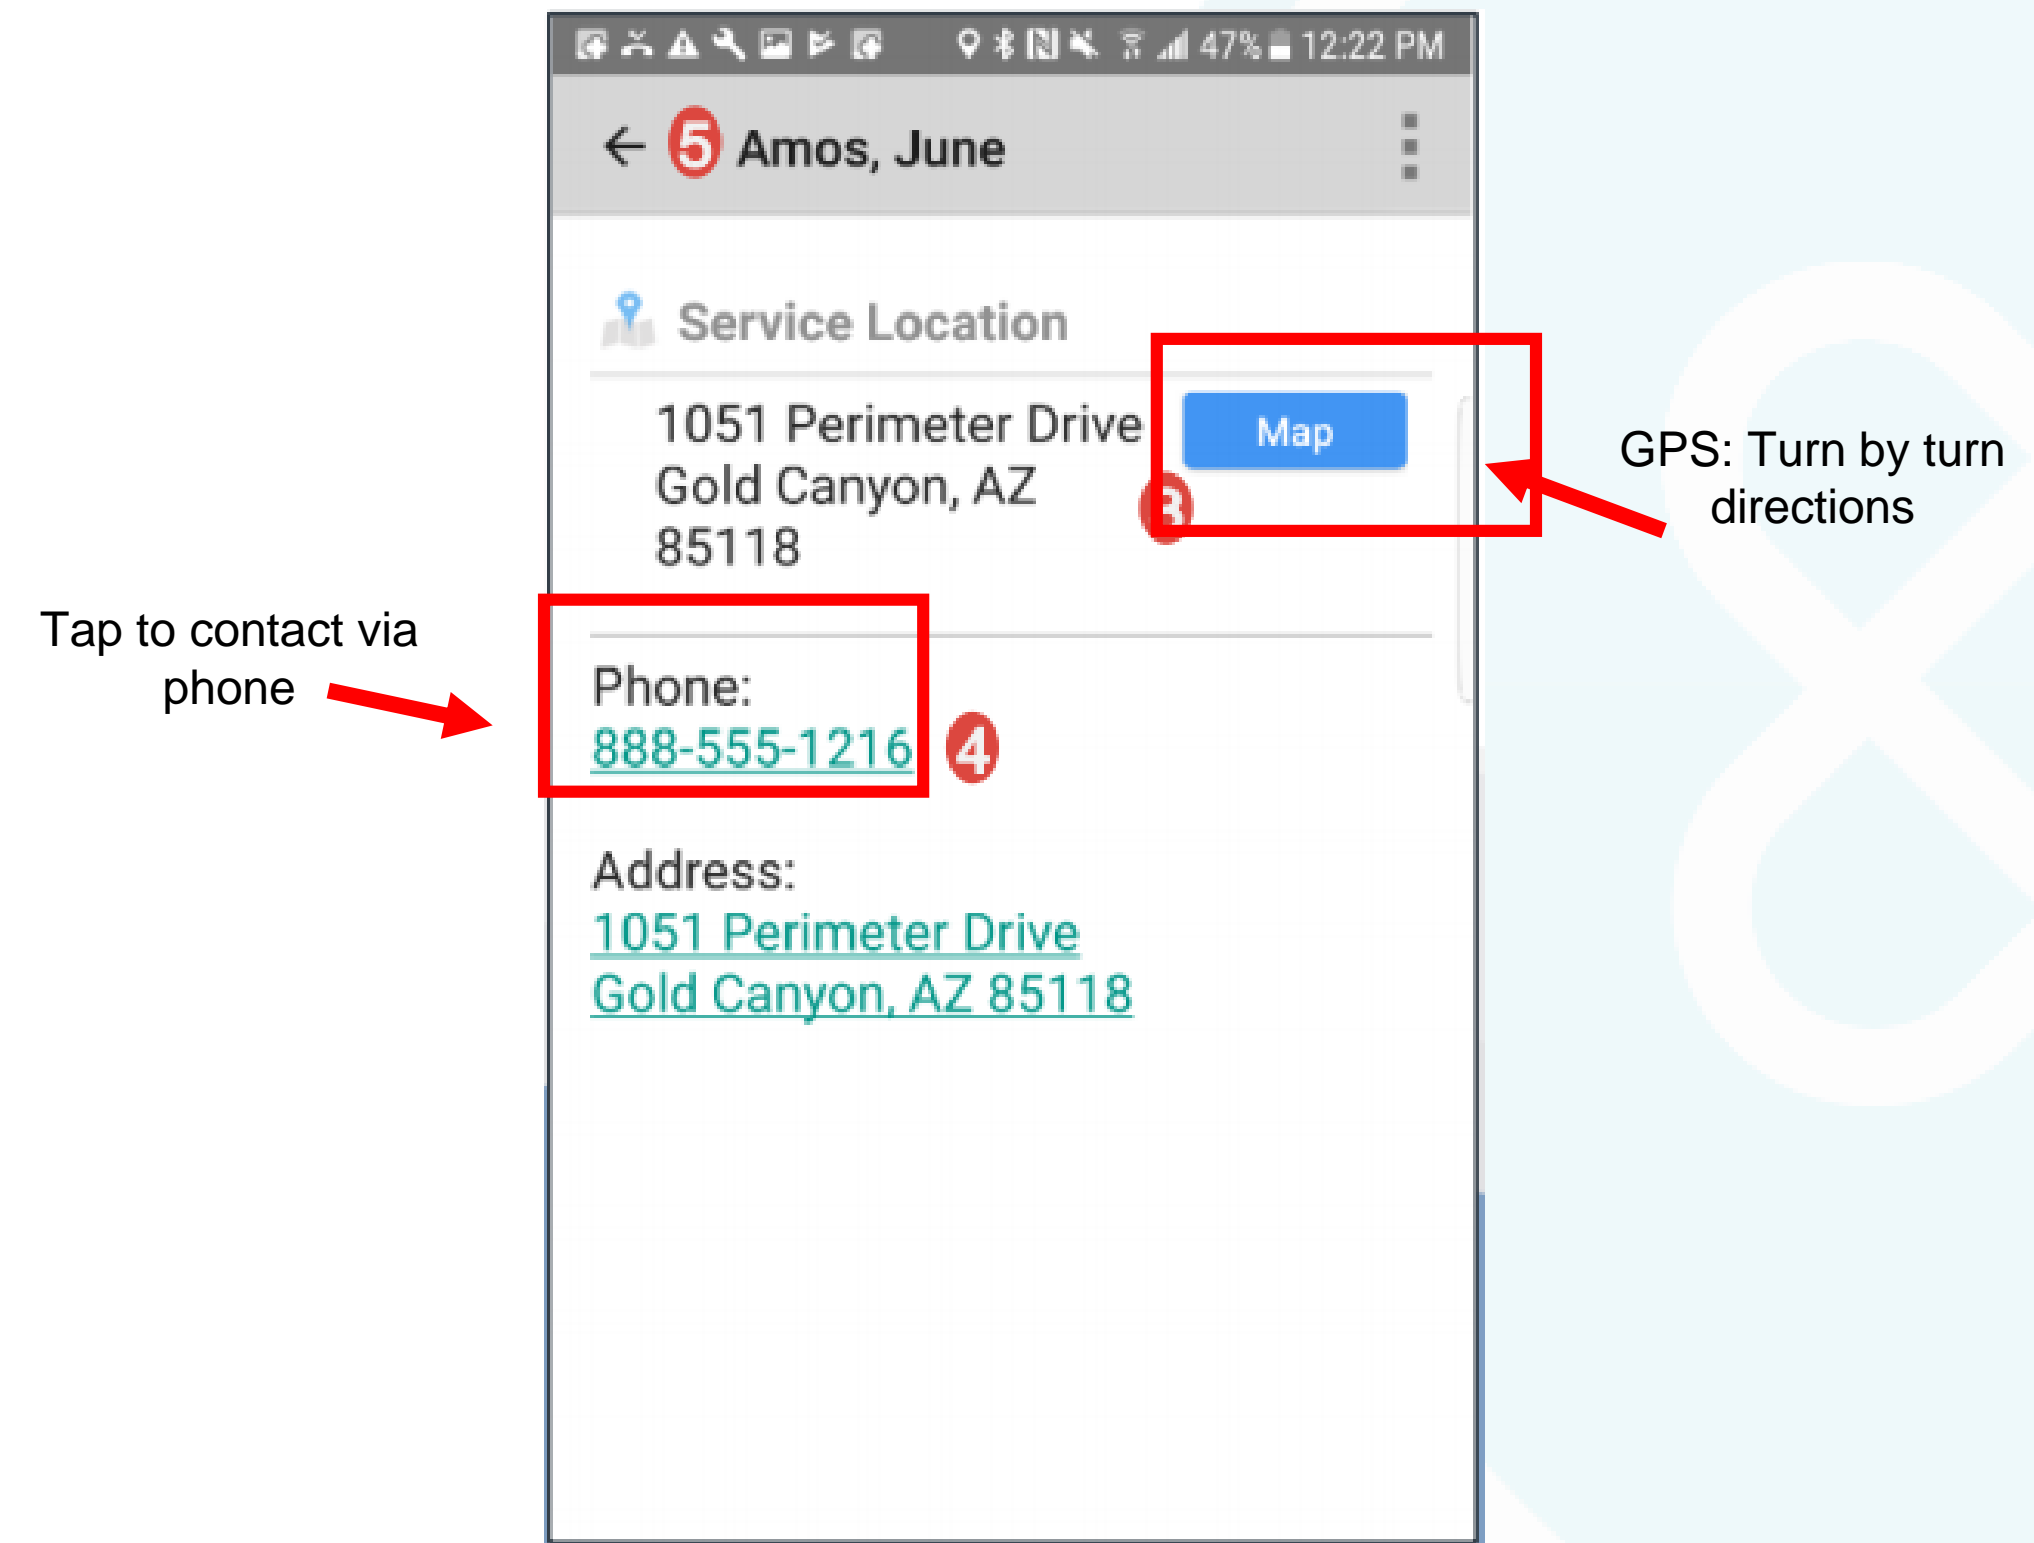 47% 12:22 PM
5 Amos, June
Service Location
1051 Perimeter Drive
Gold Canyon, AZ
85118
Map
3
GPS: Turn by turn
directions
Tap to contact via
phone
Phone:
888-555-1216
4
Address:
1051 Perimeter Drive
Gold Canyon, AZ 85118